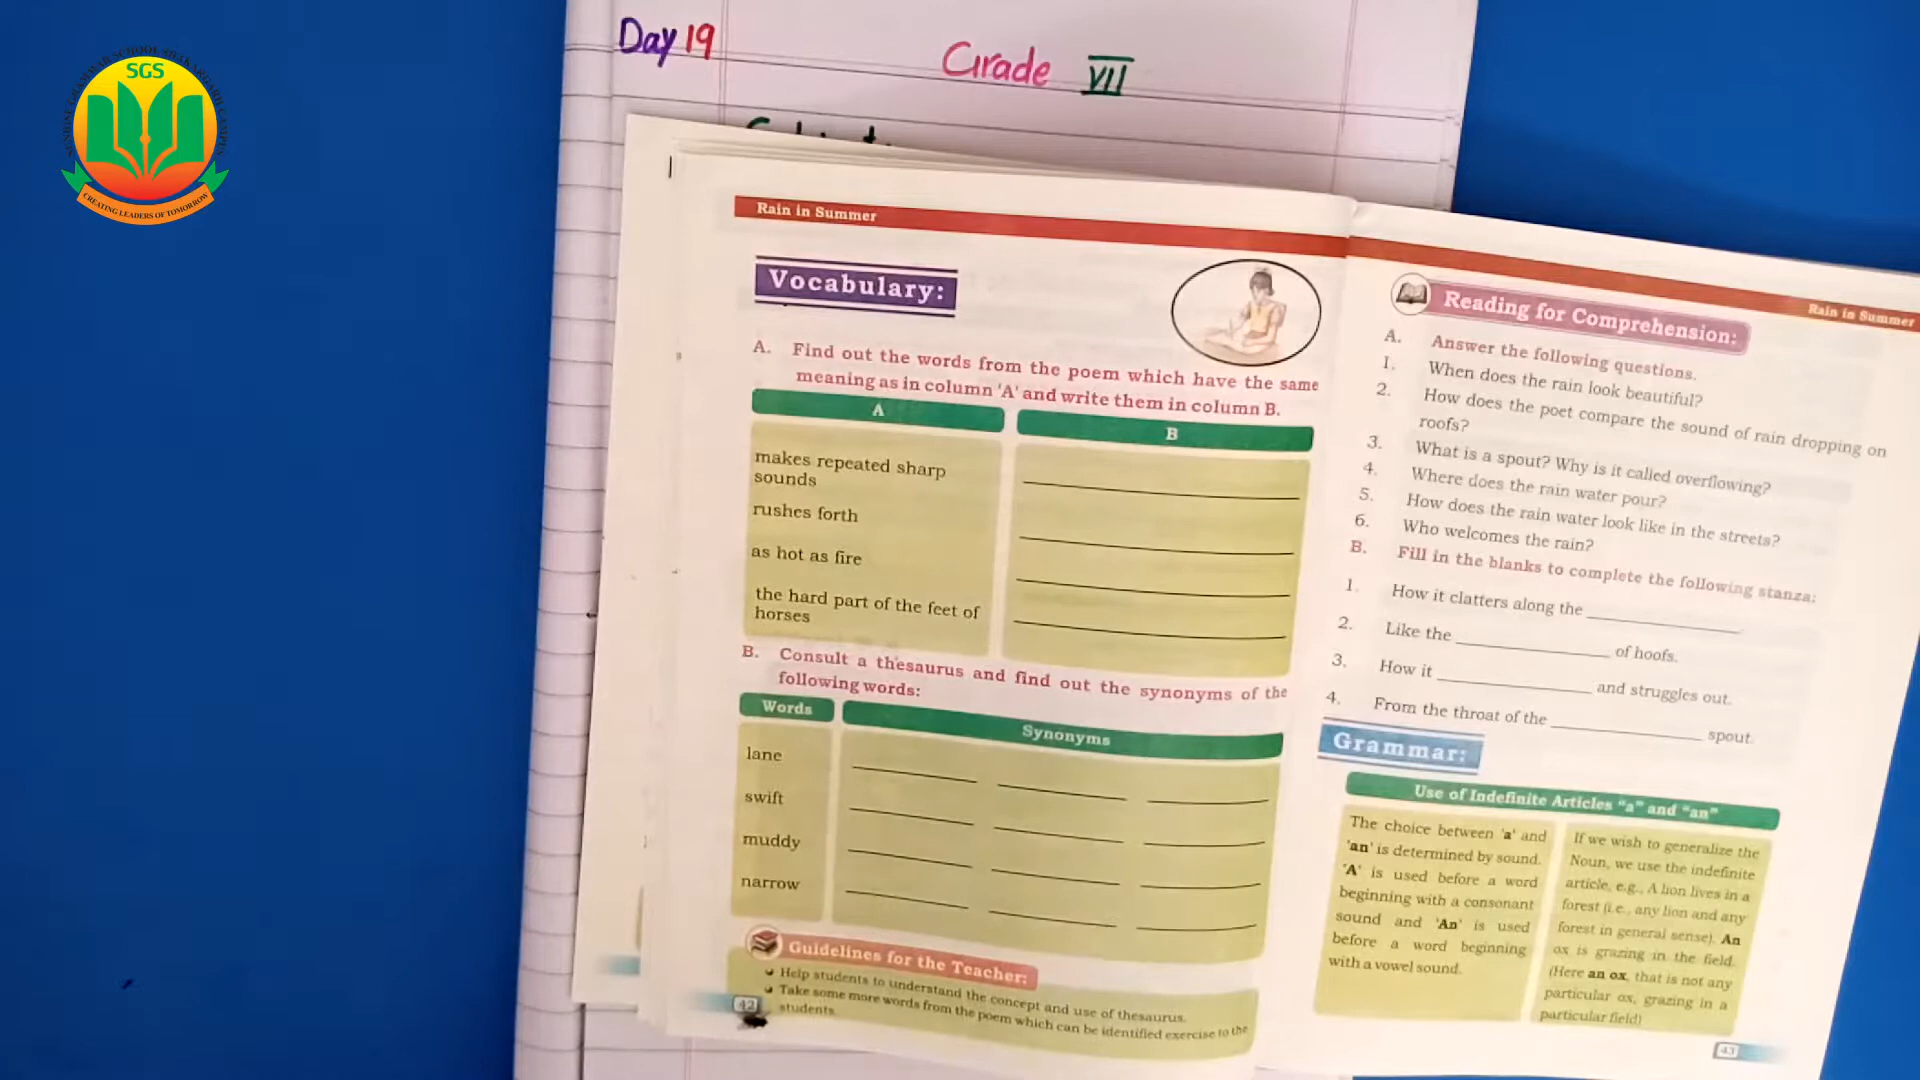 SGS
CREATING LEADERS OF TOMORROW
Day 19
Grade VII
Rain in Summer
Vocabulary:
A. Find out the words from the poem which have the same
meaning as in column 'A' and write them in column B.
A
B
makes repeated sharp
sounds
rushes forth
as hot as fire
the hard part of the feet of
horses
B. Consult a thesaurus and find out the synonyms of the
following words:
Words
Synonyms
lane
swift
muddy
narrow
Guidelines for the Teacher:
Help students to understand the concept and use of thesaurus.
Take some more words from the poem which can be identified exercise to the
students.
42
Rain in Summer
Reading for Comprehension:
A. Answer the following questions.
1. When does the rain look beautiful?
2. How does the poet compare the sound of rain dropping on
roofs?
3. What is a spout? Why is it called overflowing?
4. Where does the rain water pour?
5. How does the rain water look like in the streets?
6. Who welcomes the rain?
B. Fill in the blanks to complete the following stanza:
1. How it clatters along the
2. Like the of hoofs.
3. How it and struggles out.
4. From the throat of the spout.
Grammar:
Use of Indefinite Articles "a" and "an"
The choice between 'a' and
'an' is determined by sound.
'A' is used before a word
beginning with a consonant
sound and 'An' is used
before a word beginning
with a vowel sound.
If we wish to generalize the
Noun, we use the indefinite
article, e.g., A lion lives in a
forest (i.e., any lion and any
forest in general sense). An
ox is grazing in the field.
(Here an ox, that is not any
particular ox, grazing in a
particular field)
43